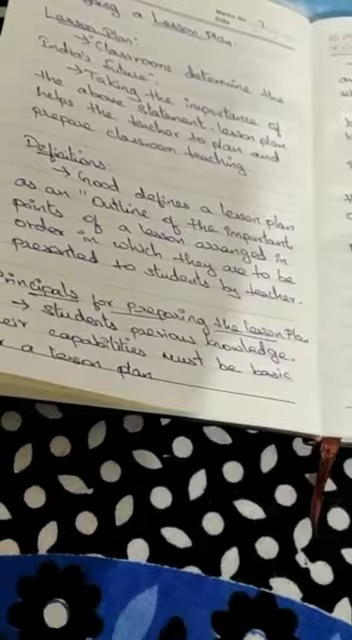 a Lesson Plan.
Lesson Plan:
→ "Classrooms determine the
India's future".
→ Taking the importance of
the above statement. lesson plan
helps the teacher to plan and
prepare classroom teaching
Definitions:
→ Good defines a lesson plan
as an "Outline of the important
points of a lesson arranged in
order in which they are to be
presented to students by teacher.
Principals for preparing the lesson Plan
→ Students previous knowledge.
capabilities must be basic
a lesson plan